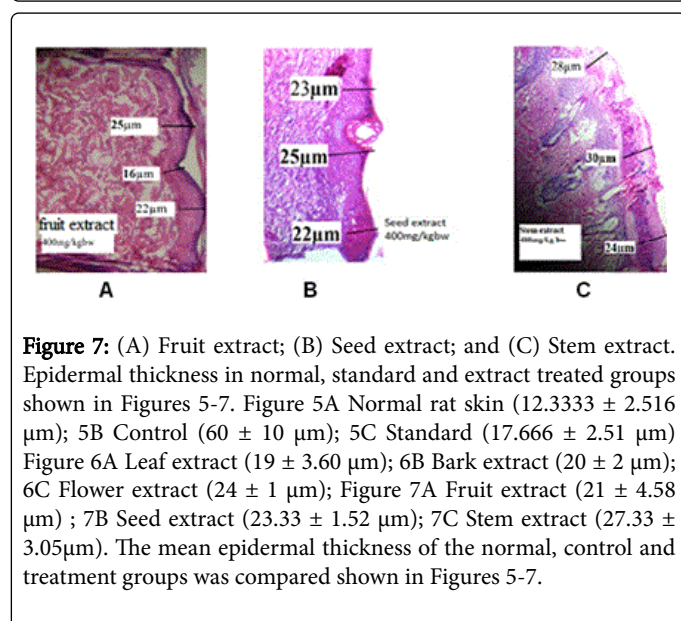 25µm
16µm
22µm
fruit extract
400mg/kgbw
A
23µm
25µm
22µm
Seed extract
400mg/kgbw
B
28µm
30µm
24µm
Stem extract
400mg/kg bw
C
Figure 7: (A) Fruit extract; (B) Seed extract; and (C) Stem extract.
Epidermal thickness in normal, standard and extract treated groups
shown in Figures 5-7. Figure 5A Normal rat skin (12.3333 ± 2.516
µm); 5B Control (60 ± 10 µm); 5C Standard (17.666 ± 2.51 µm)
Figure 6A Leaf extract (19 ± 3.60 µm); 6B Bark extract (20 ± 2 µm);
6C Flower extract (24 ± 1 µm); Figure 7A Fruit extract (21 ± 4.58
µm) ; 7B Seed extract (23.33 ± 1.52 µm); 7C Stem extract (27.33 ±
3.05µm). The mean epidermal thickness of the normal, control and
treatment groups was compared shown in Figures 5-7.